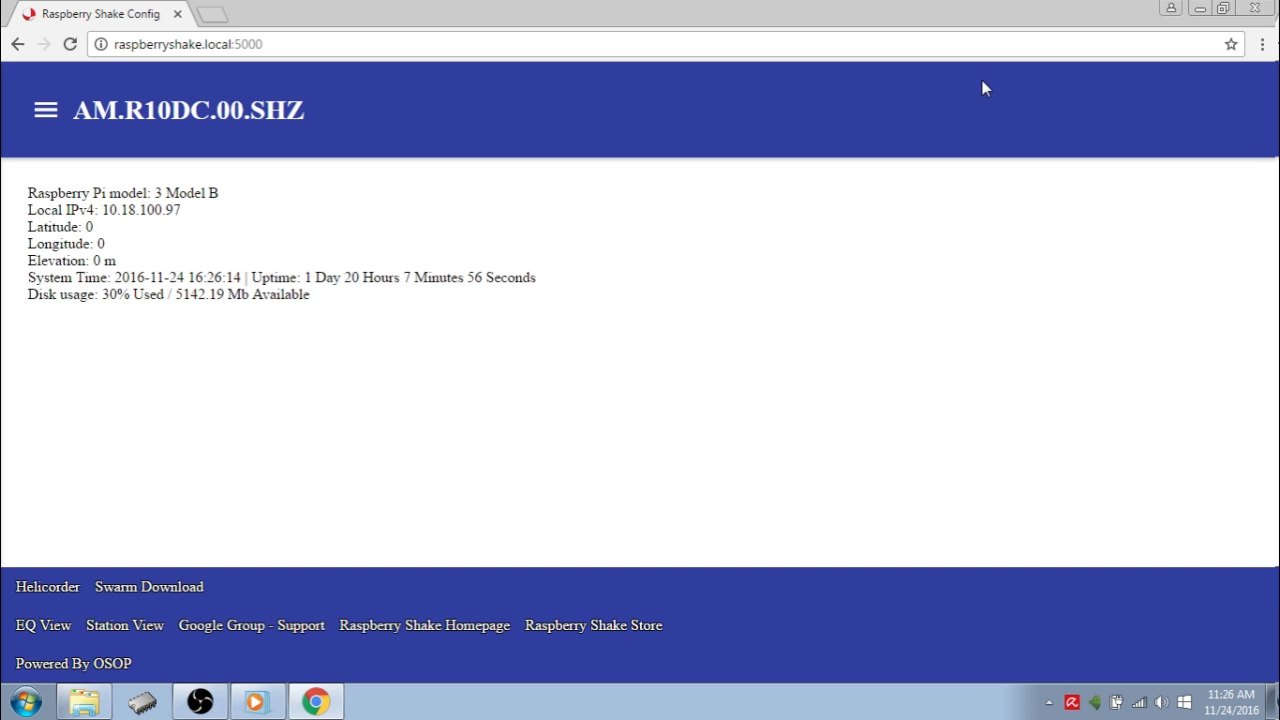 Raspberry Shake Config
raspberryshake.local:5000
AM.R10DC.00.SHZ
Raspberry Pi model: 3 Model B
Local IPv4: 10.18.100.97
Latitude: 0
Longitude: 0
Elevation: 0 m
System Time: 2016-11-24 16:26:14 | Uptime: 1 Day 20 Hours 7 Minutes 56 Seconds
Disk usage: 30% Used / 5142.19 Mb Available
Helicorder Swarm Download
EQ View Station View Google Group - Support Raspberry Shake Homepage Raspberry Shake Store
Powered By OSOP
11:26 AM
11/24/2016